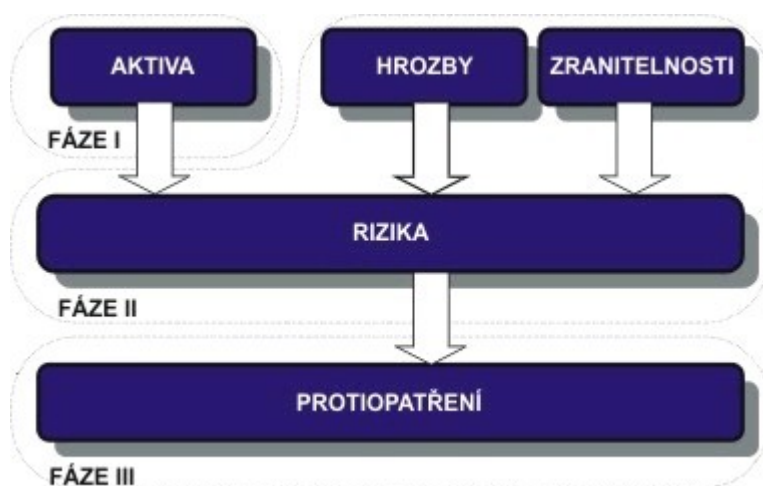 AKTIVA
HROZBY
ZRANITELNOSTI
FÁZE I
RIZIKA
FÁZE II
PROTIOPATŘENÍ
FÁZE III